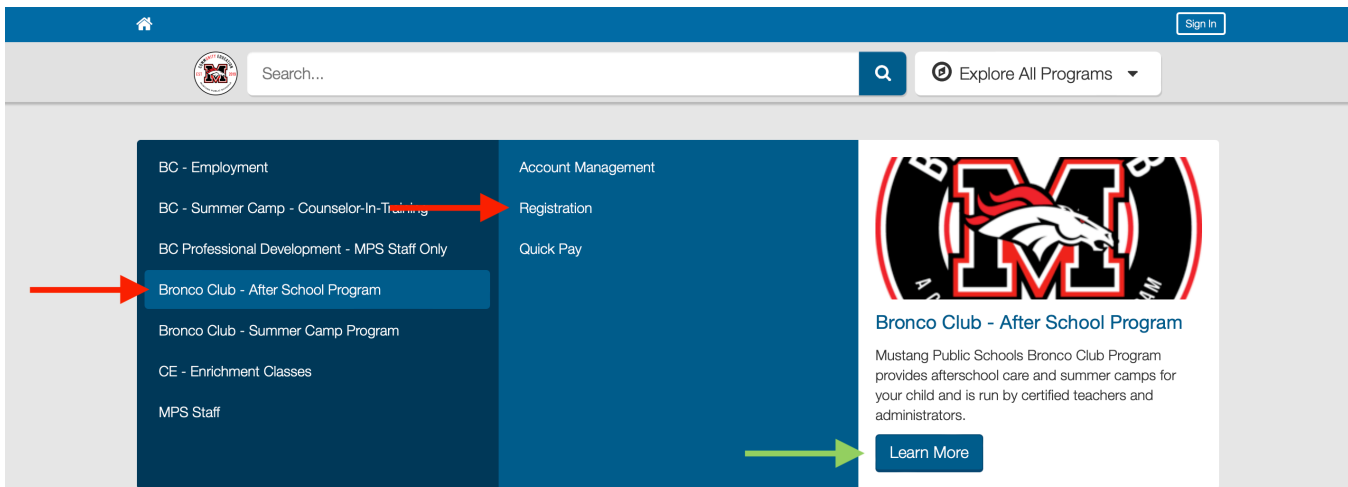 Sign In
Search...
Explore All Programs
BC - Employment
BC - Summer Camp - Counselor-In-Training
BC Professional Development - MPS Staff Only
Bronco Club - After School Program
Bronco Club - Summer Camp Program
CE - Enrichment Classes
MPS Staff
Account Management
Registration
Quick Pay
M
Bronco Club - After School Program
Mustang Public Schools Bronco Club Program
provides afterschool care and summer camps for
your child and is run by certified teachers and
administrators.
Learn More